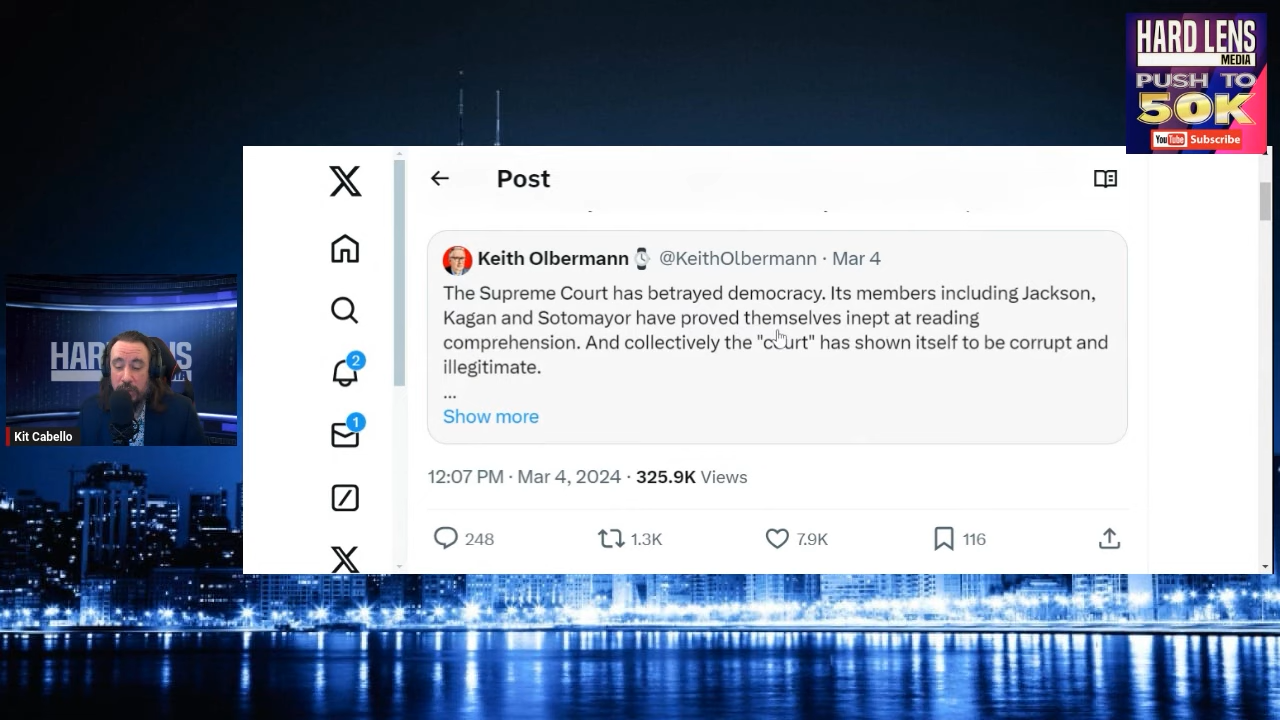 HARD LENS
MEDIA
PUSH TO
50K
YouTube Subscribe
Post
Keith Olbermann @KeithOlbermann · Mar 4
The Supreme Court has betrayed democracy. Its members including Jackson,
Kagan and Sotomayor have proved themselves inept at reading
comprehension. And collectively the "court" has shown itself to be corrupt and
illegitimate.
...
Show more
12:07 PM · Mar 4, 2024 · 325.9K Views
248 1.3K 7.9K 116
2
1
Kit Cabello